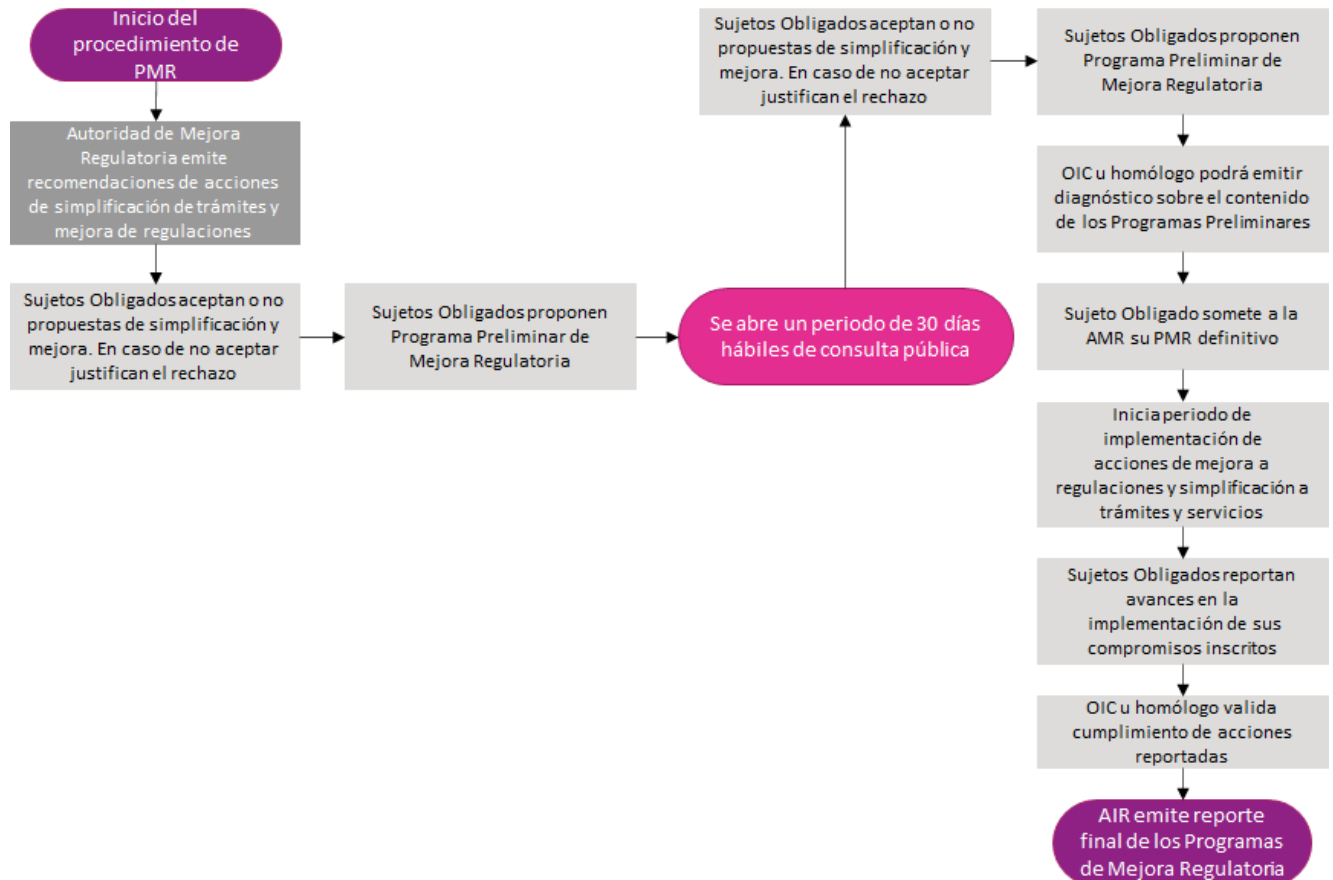 Inicio del
procedimiento de
PMR
Autoridad de Mejora
Regulatoria emite
recomendaciones de acciones
de simplificación de trámites y
mejora de regulaciones
Sujetos Obligados aceptan o no
propuestas de simplificación y
mejora. En caso de no aceptar
justifican el rechazo
Sujetos Obligados proponen
Programa Preliminar de
Mejora Regulatoria
Se abre un periodo de 30 días
hábiles de consulta pública
Sujetos Obligados aceptan o no
propuestas de simplificación y
mejora. En caso de no aceptar
justifican el rechazo
Sujetos Obligados proponen
Programa Preliminar de
Mejora Regulatoria
OIC u homólogo podrá emitir
diagnóstico sobre el contenido
de los Programas Preliminares
Sujeto Obligado somete a la
AMR su PMR definitivo
Inicia periodo de
implementación de
acciones de mejora a
regulaciones y simplificación a
trámites y servicios
Sujetos Obligados reportan
avances en la
implementación de sus
compromisos inscritos
OIC u homólogo valida
cumplimiento de acciones
reportadas
AIR emite reporte
final de los Programas
de Mejora Regulatoria